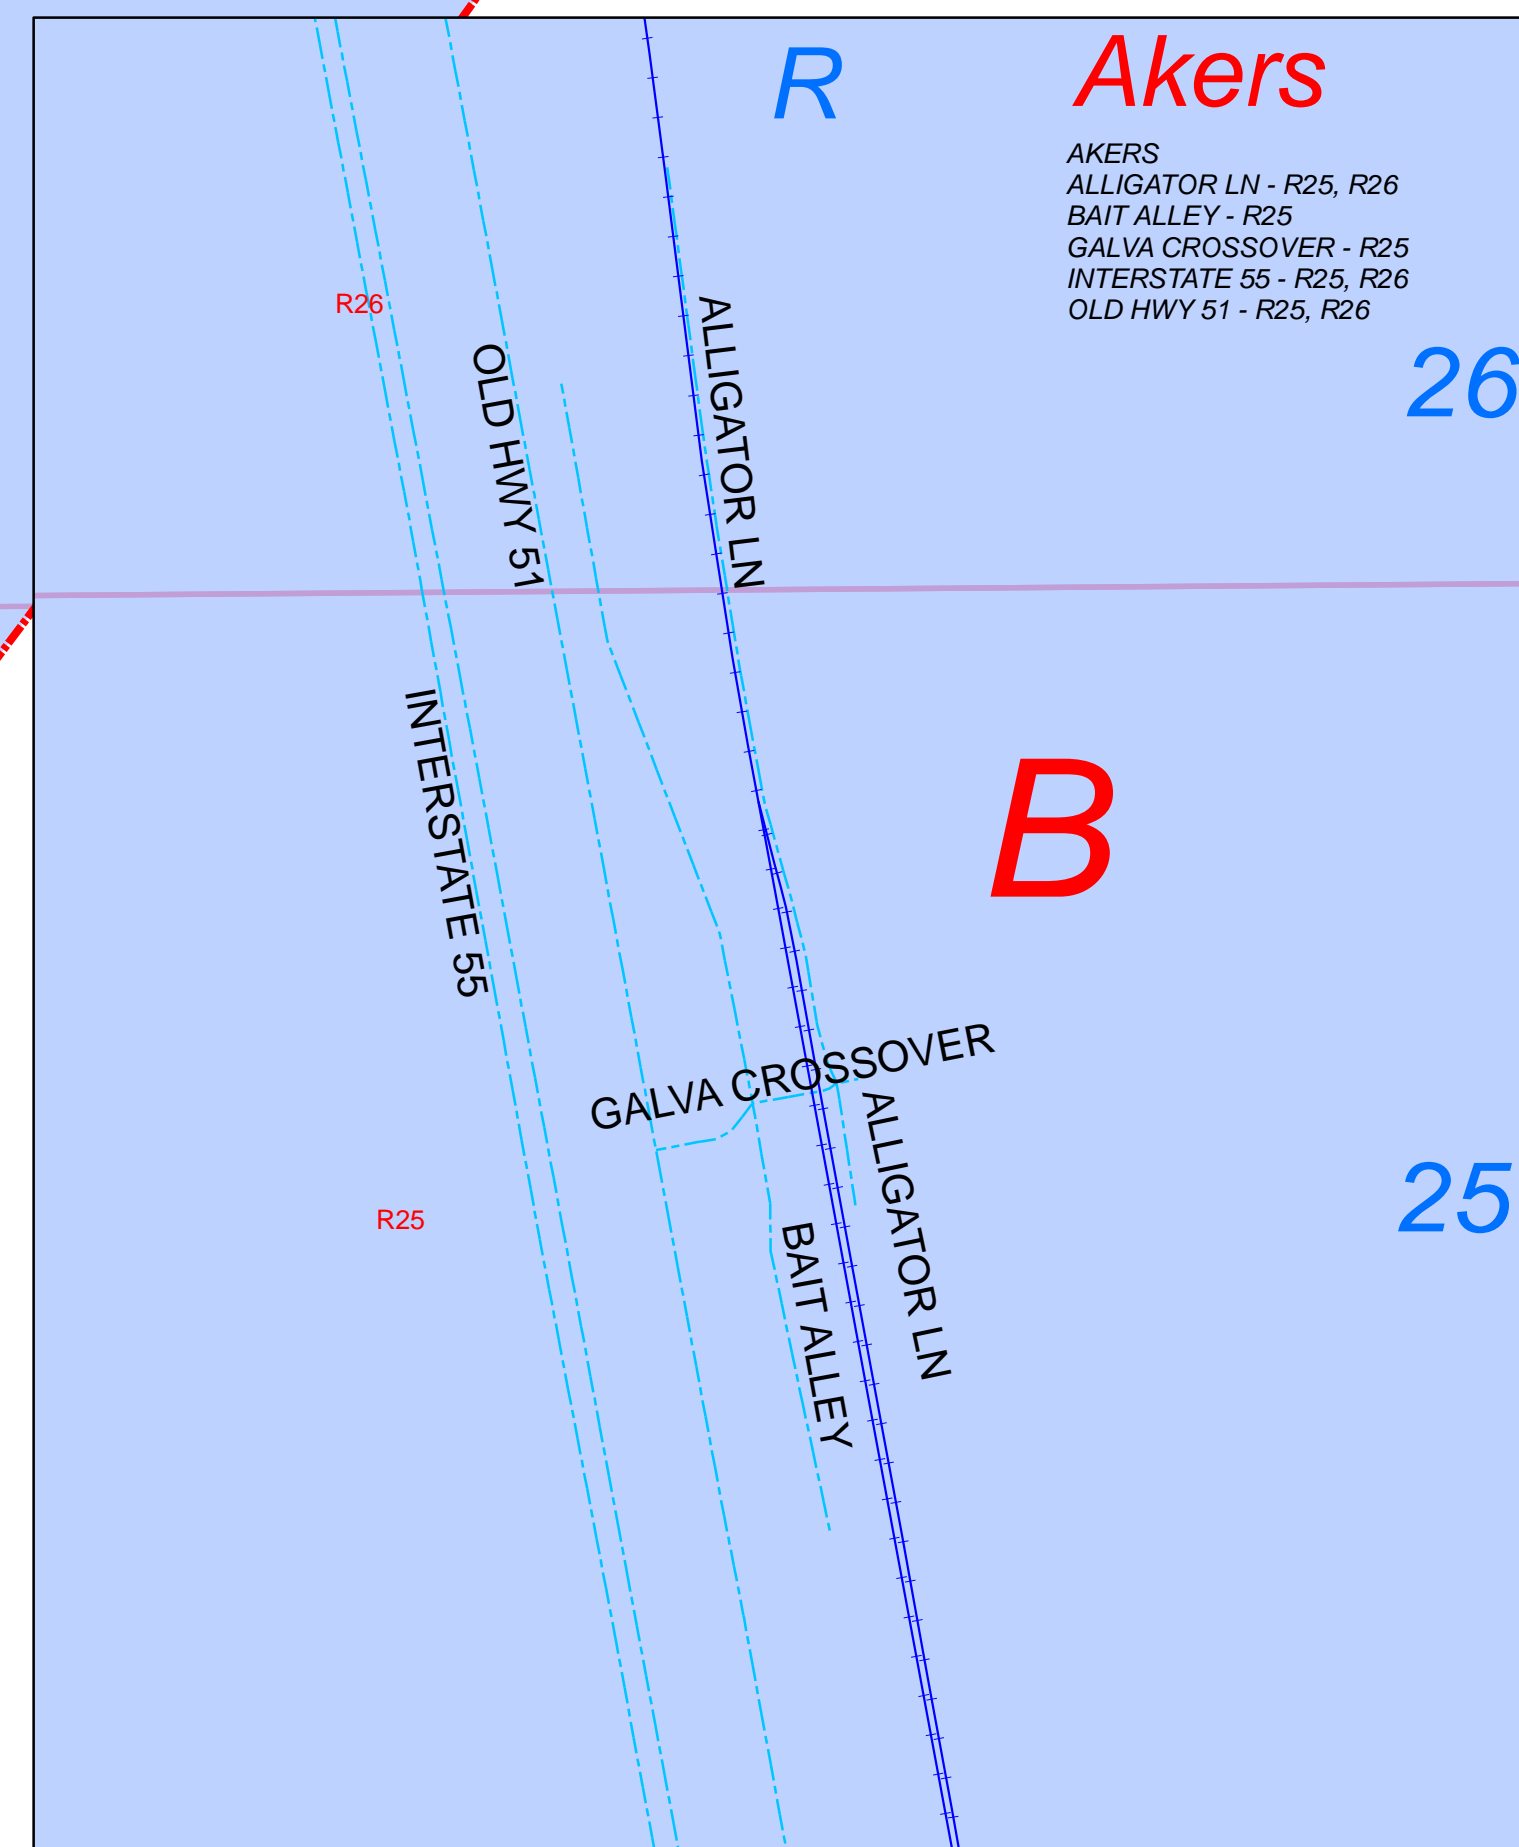 R
Akers
AKERS
ALLIGATOR LN - R25, R26
BAIT ALLEY - R25
GALVA CROSSOVER - R25
INTERSTATE 55 - R25, R26
OLD HWY 51 - R25, R26
R26
26
ALLIGATOR LN
OLD HWY 51
INTERSTATE 55
B
GALVA CROSSOVER
ALLIGATOR LN
R25
25
BAIT ALLEY